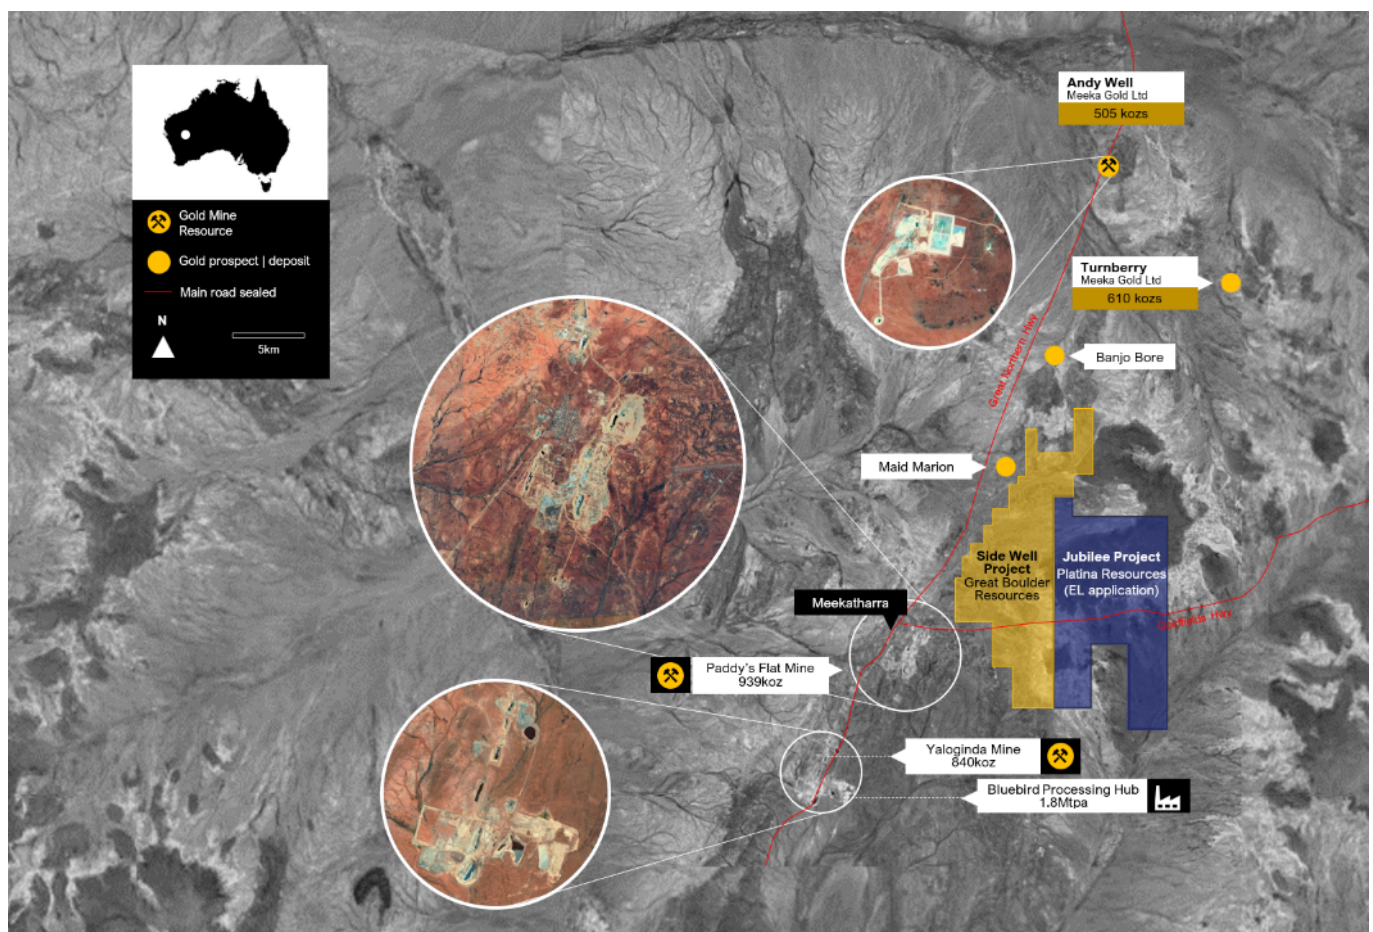 Gold Mine
Resource
Gold prospect | deposit
Main road sealed
N
5km
Andy Well
Meeka Gold Ltd
505 kozs
Turnberry
Meeka Gold Ltd
610 kozs
Great Northern Hwy
Banjo Bore
Maid Marion
Side Well
Project
Great Boulder
Resources
Jubilee Project
Platina Resources
(EL application)
Goldfields Hwy
Meekatharra
Paddy's Flat Mine
939koz
Yaloginda Mine
840koz
Bluebird Processing Hub
1.8Mtpa